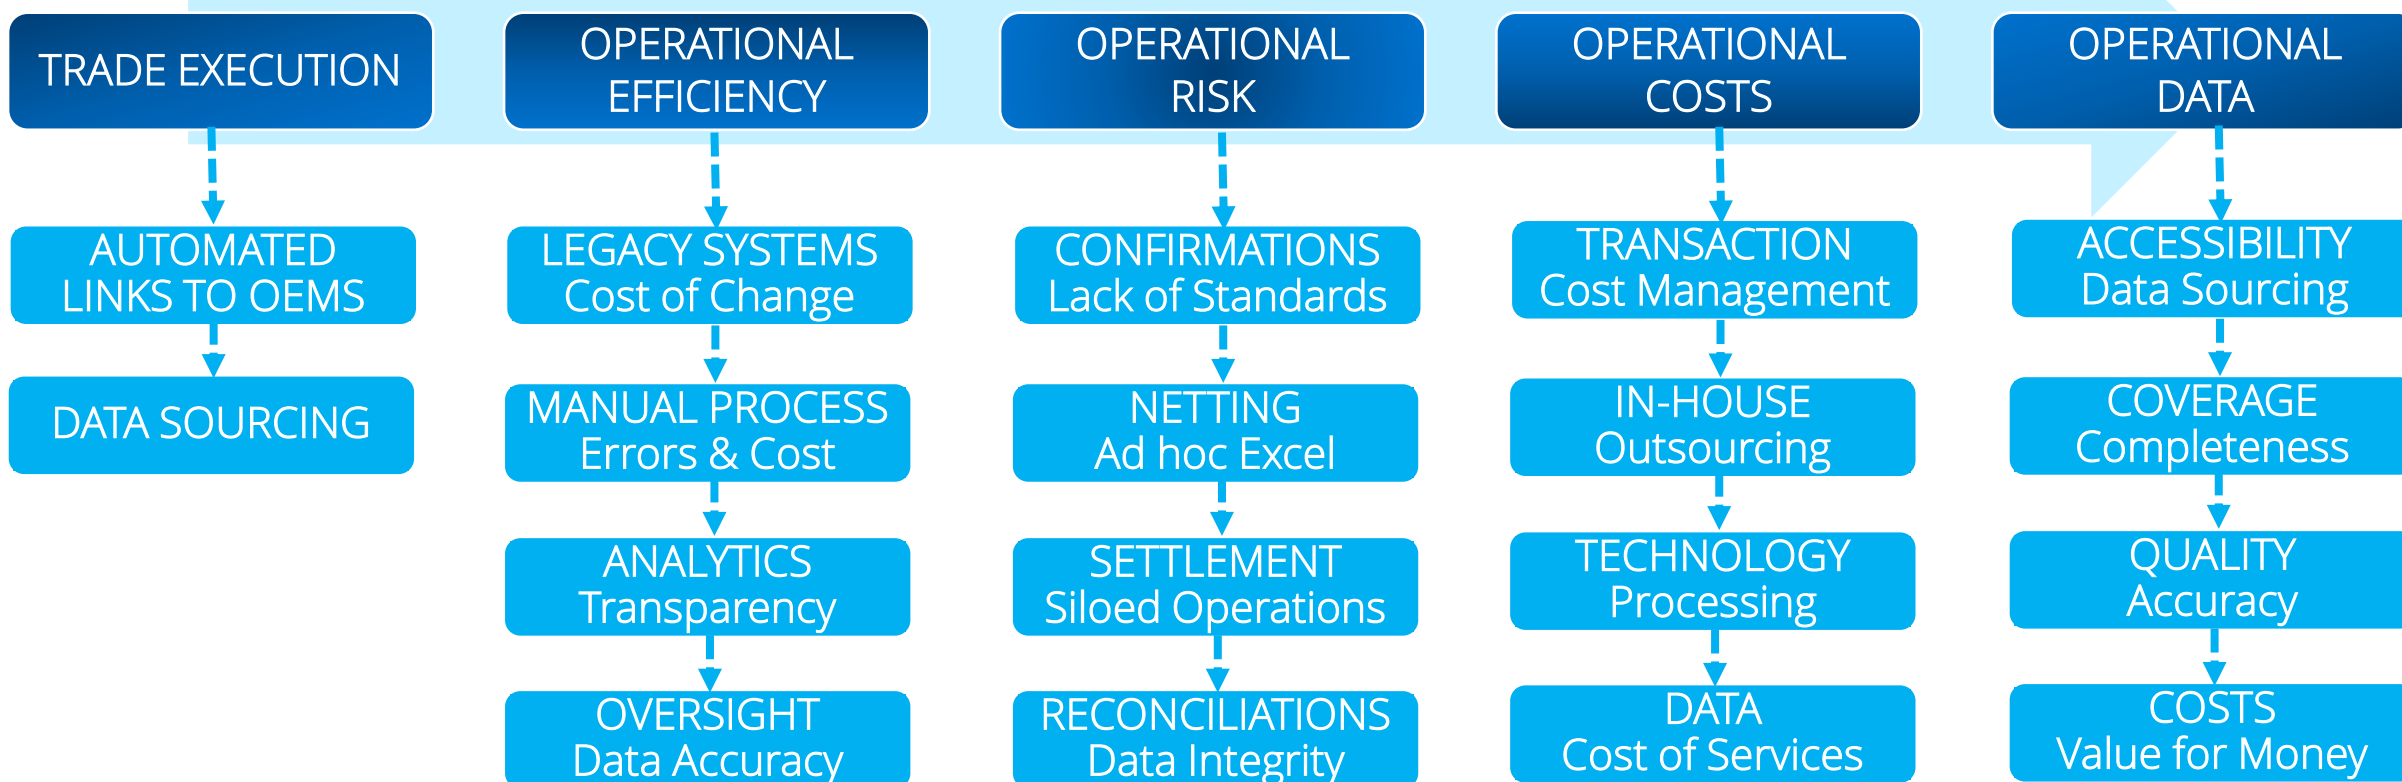 TRADE EXECUTION
AUTOMATED
LINKS TO OEMS
DATA SOURCING
OPERATIONAL
EFFICIENCY
LEGACY SYSTEMS
Cost of Change
MANUAL PROCESS
Errors & Cost
ANALYTICS
Transparency
OVERSIGHT
Data Accuracy
OPERATIONAL
RISK
CONFIRMATIONS
Lack of Standards
NETTING
Ad hoc Excel
SETTLEMENT
Siloed Operations
RECONCILIATIONS
Data Integrity
OPERATIONAL
COSTS
TRANSACTION
Cost Management
IN-HOUSE
Outsourcing
TECHNOLOGY
Processing
DATA
Cost of Services
OPERATIONAL
DATA
ACCESSIBILITY
Data Sourcing
COVERAGE
Completeness
QUALITY
Accuracy
COSTS
Value for Money